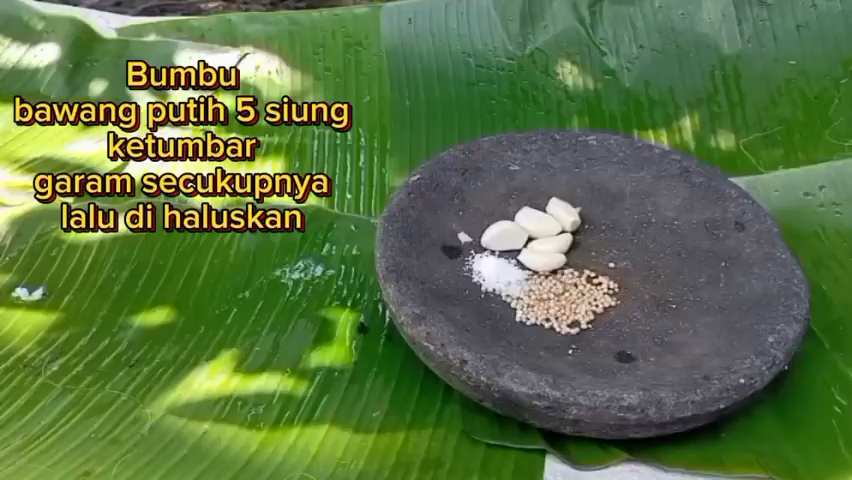 Bumbu
bawang putih 5 siung
ketumbar
garam secukupnya
lalu di haluskan